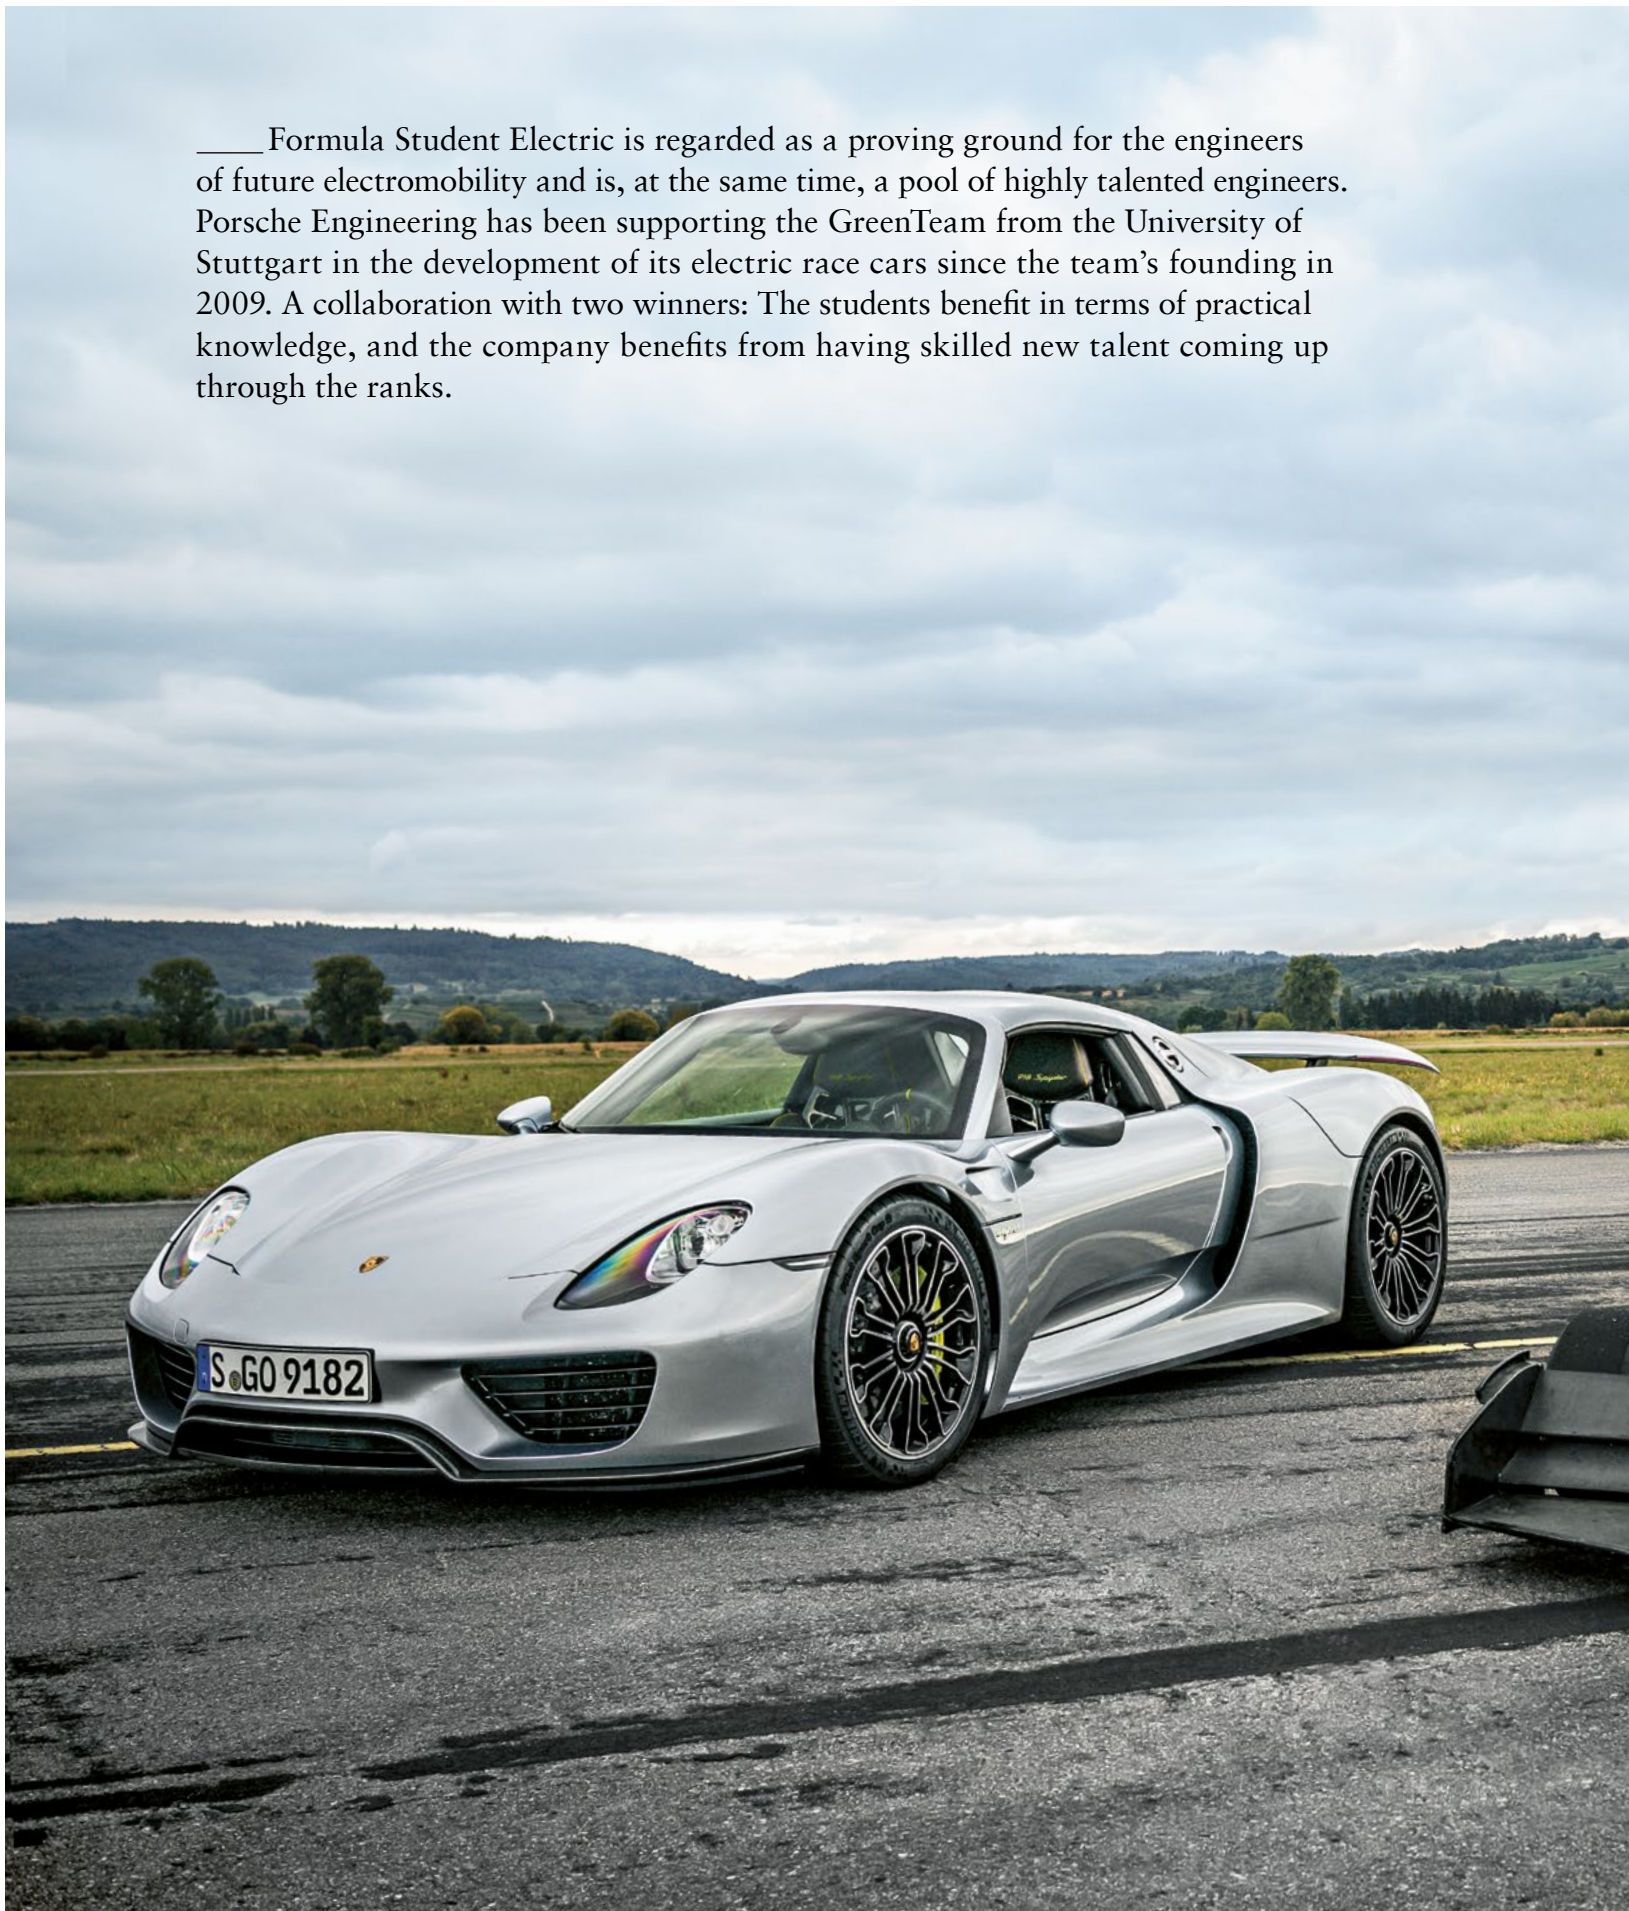 ____Formula Student Electric is regarded as a proving ground for the engineers
of future electromobility and is, at the same time, a pool of highly talented engineers.
Porsche Engineering has been supporting the GreenTeam from the University of
Stuttgart in the development of its electric race cars since the team’s founding in
2009. A collaboration with two winners: The students benefit in terms of practical
knowledge, and the company benefits from having skilled new talent coming up
through the ranks.
918 Spyder
918 Spyder
S GO 9182